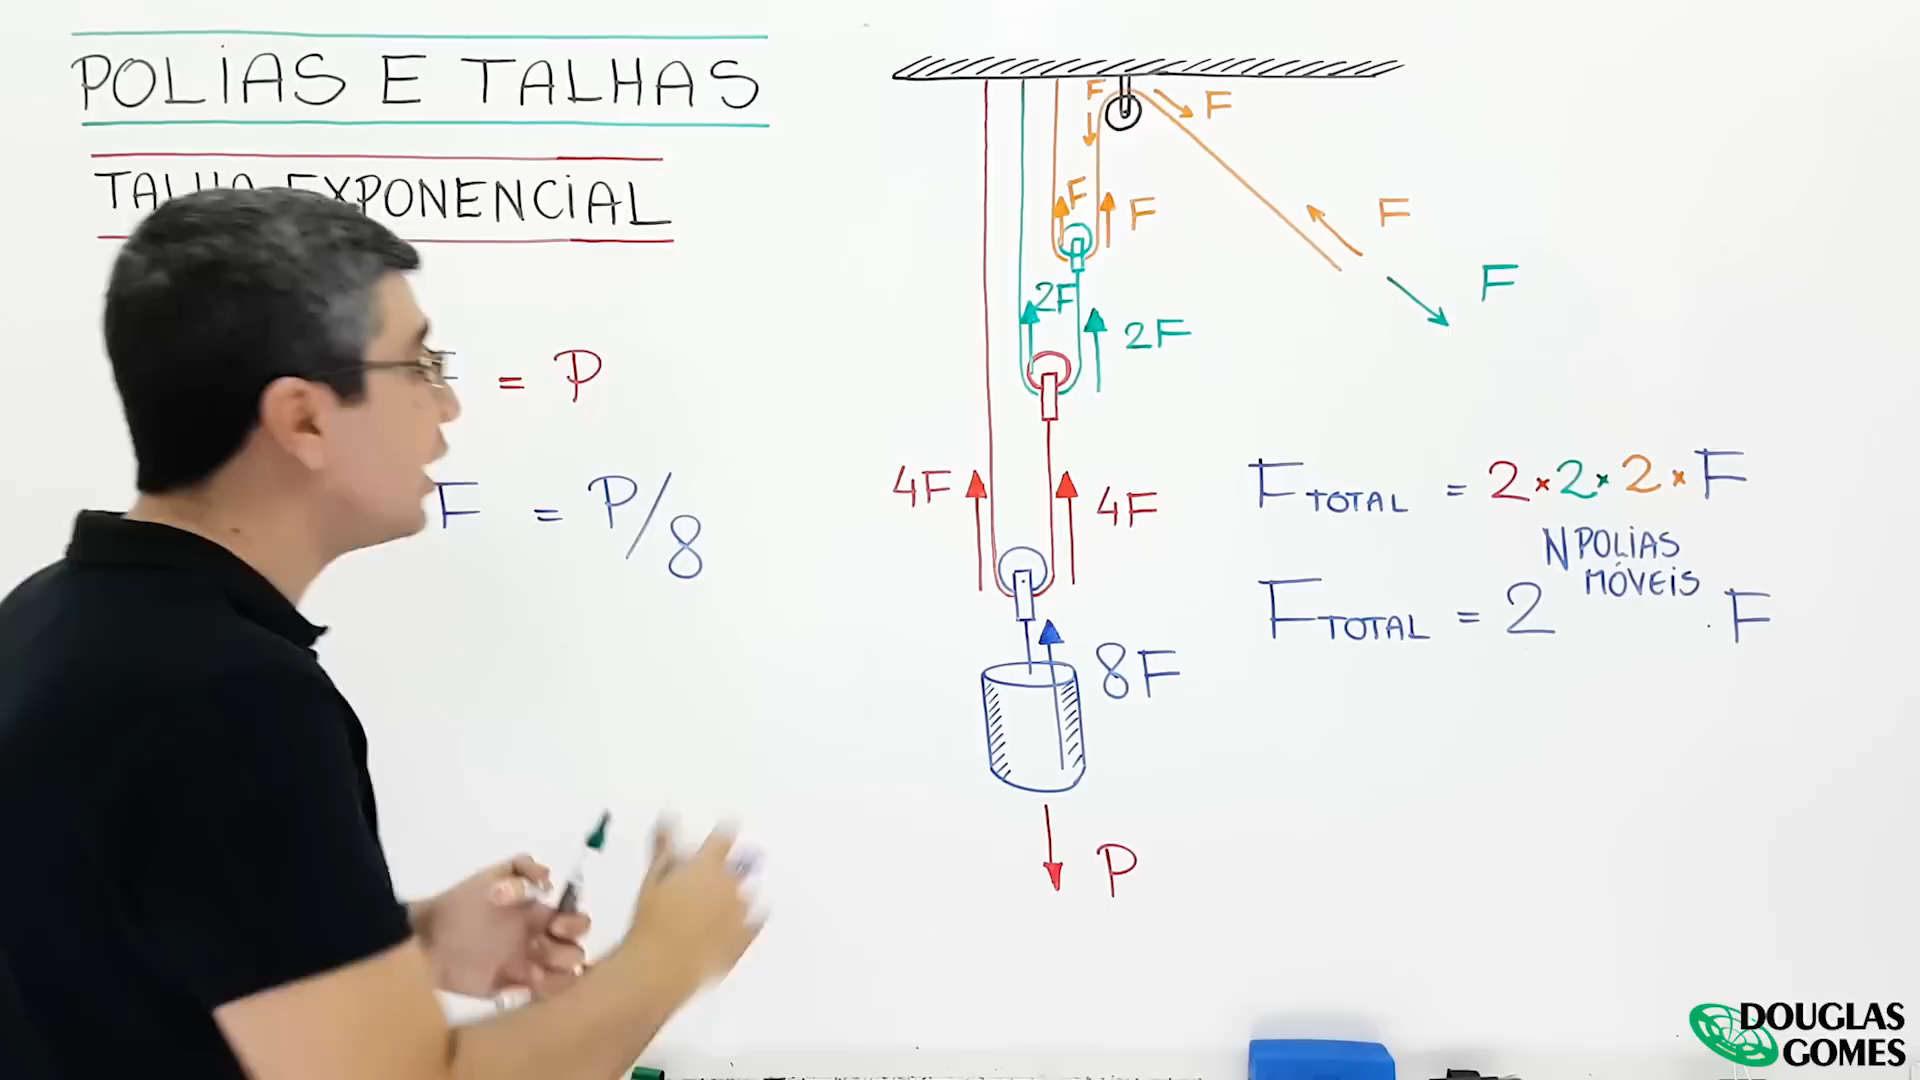 POLIAS E TALHAS
TALHA EXPONENCIAL
= P
F = P/8
F
F
F
F
F
F
2F
2F
4F
4F
8F
P
F TOTAL = 2 × 2 × 2 × F
F TOTAL = 2 N POLIAS MÓVEIS . F
DOUGLAS
GOMES